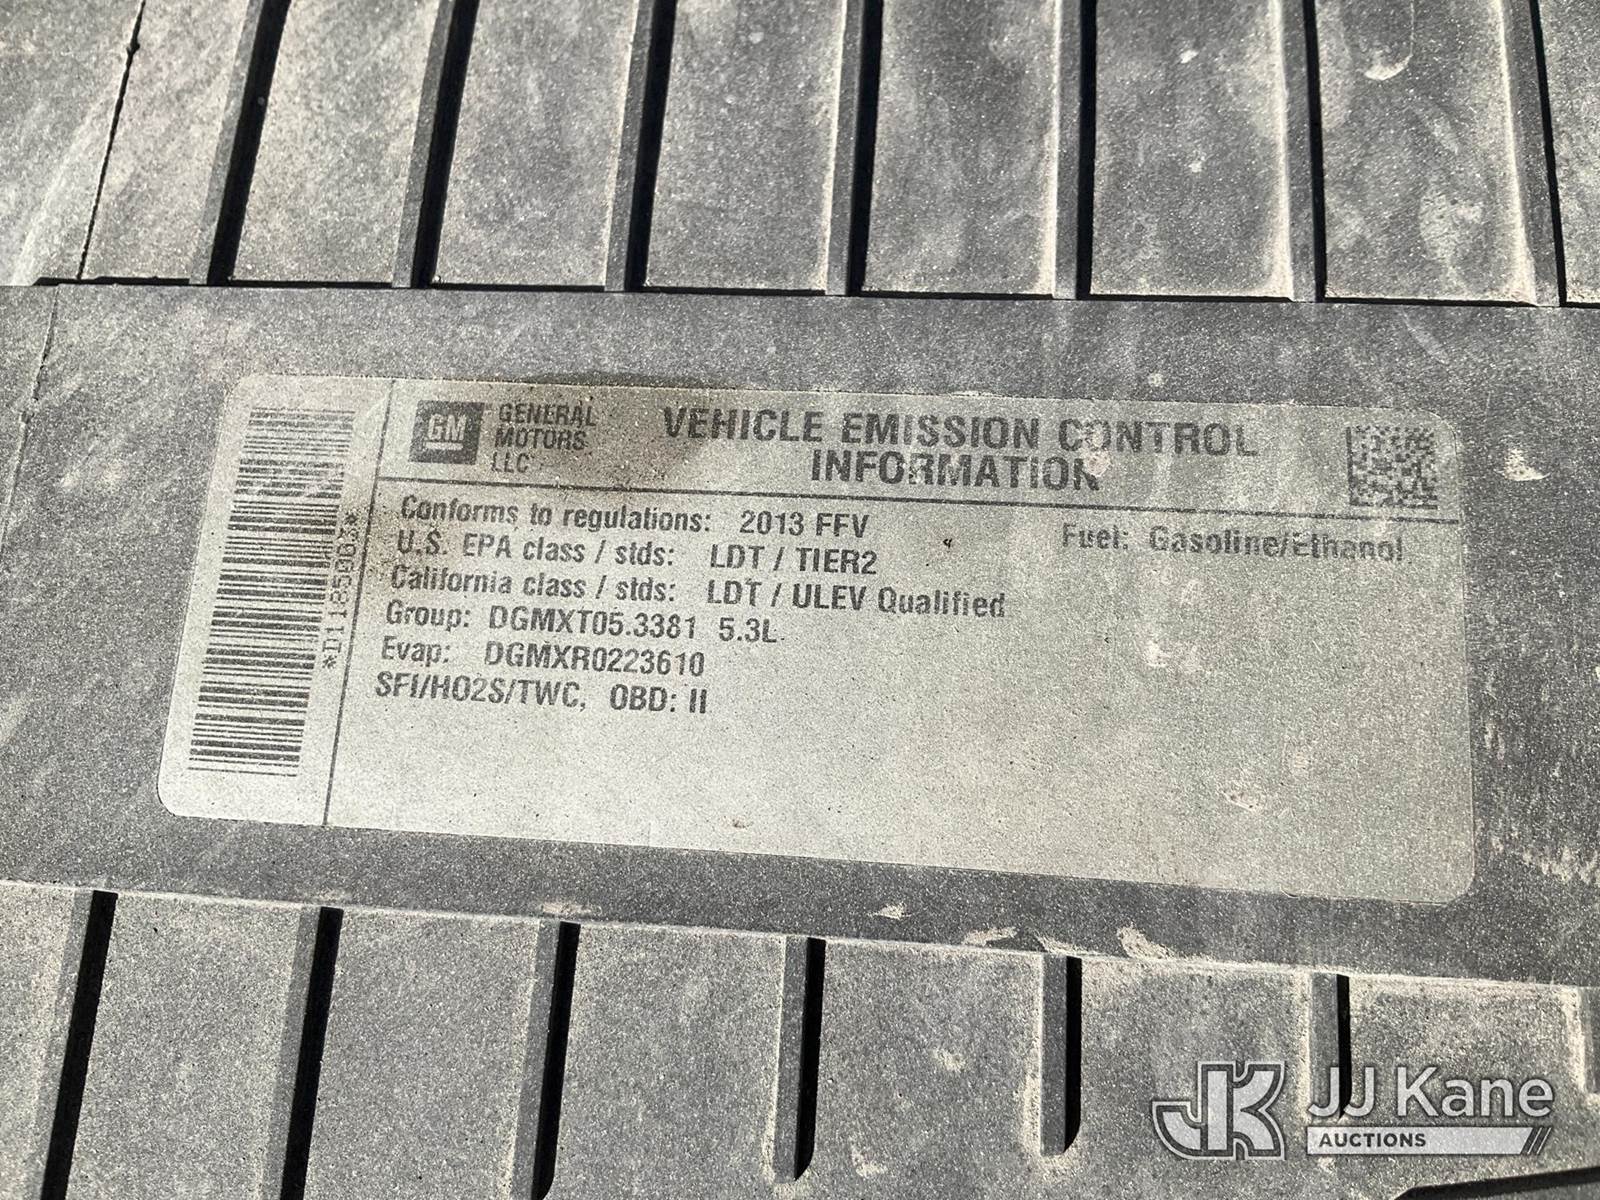 GM GENERAL
MOTORS
LLC
VEHICLE EMISSION CONTROL
INFORMATION
Conforms to regulations: 2013 FFV
Fuel: Gasoline/Ethanol
U.S. EPA class / stds: LDT / TIER2
California class / stds: LDT / ULEV Qualified
Group: DGMXT05.3381 5.3L
Evap: DGMXR0223610
SFI/HO2S/TWC, OBD: II
*D11850003*
JK JJ Kane
AUCTIONS